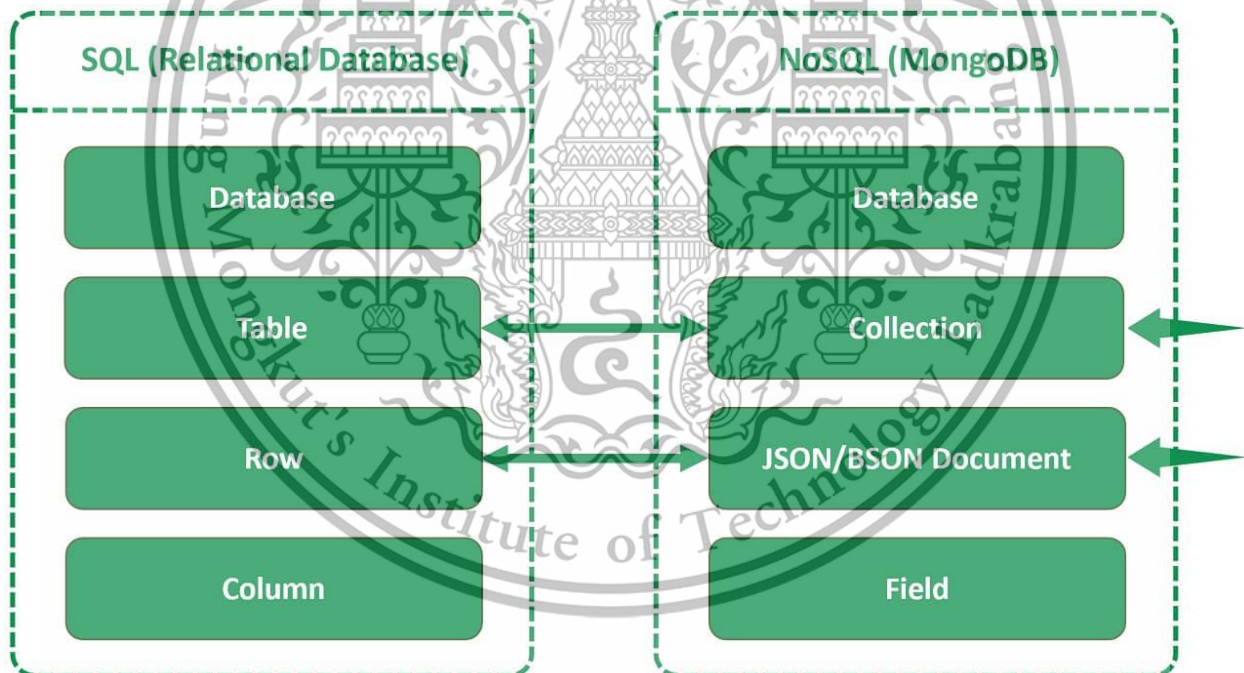 SQL (Relational Database)
Database
Table
Row
Column
NoSQL (MongoDB)
Database
Collection
JSON/BSON Document
Field
King Mongkut's Institute of Technology Ladkrabang